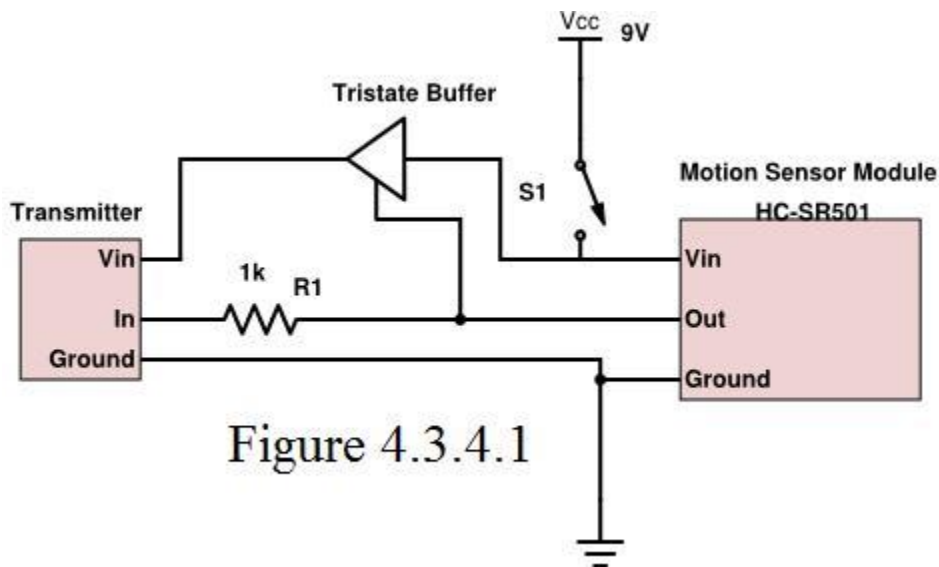 Vcc 9V
Tristate Buffer
S1
Motion Sensor Module
HC-SR501
Transmitter
Vin
In
Ground
1k
R1
Vin
Out
Ground
Figure 4.3.4.1